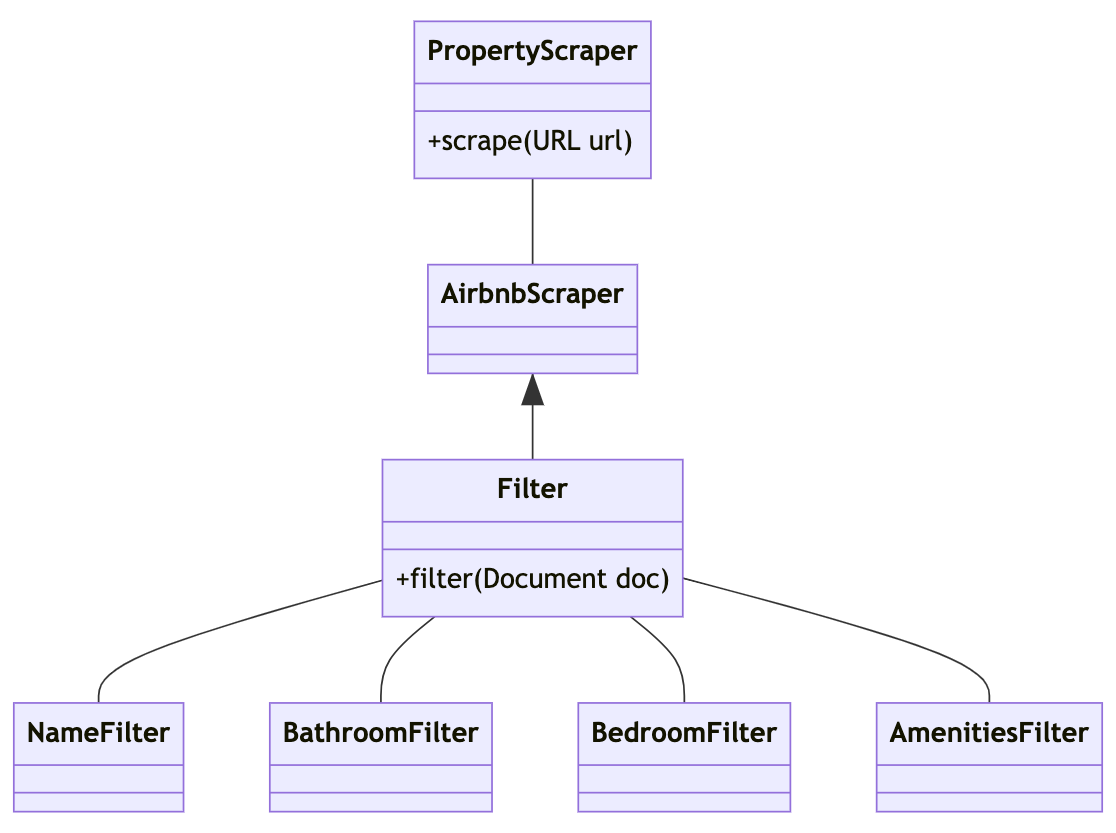 PropertyScraper
+scrape(URL url)
AirbnbScraper
Filter
+filter(Document doc)
NameFilter
BathroomFilter
BedroomFilter
AmenitiesFilter